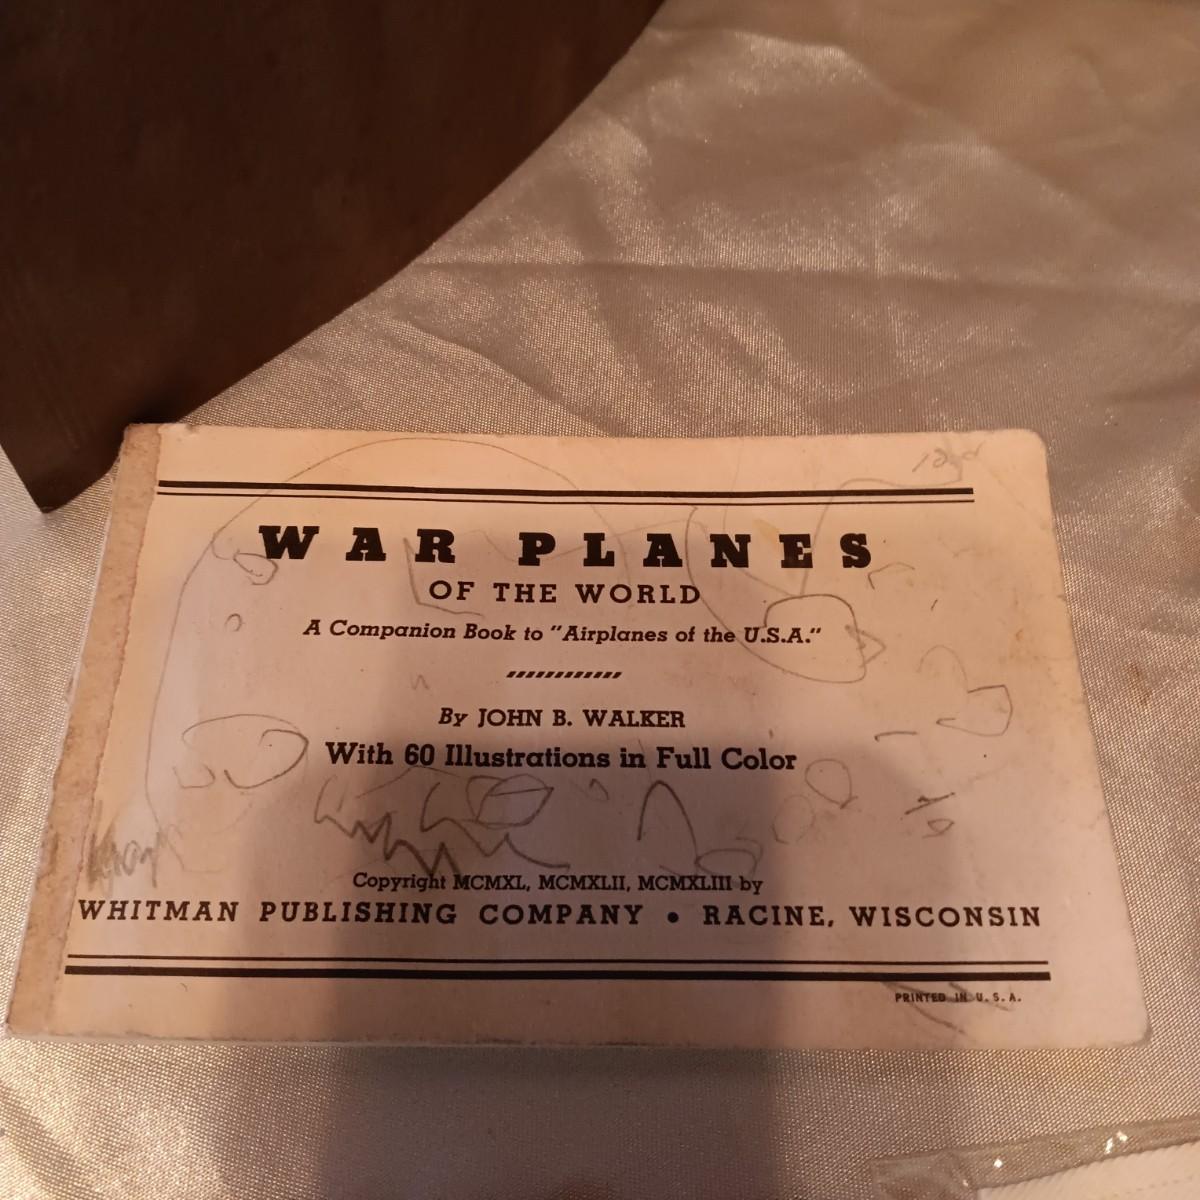 WAR PLANES
OF THE WORLD
A Companion Book to "Airplanes of the U.S.A."
By JOHN B. WALKER
With 60 Illustrations in Full Color
Copyright MCMXL, MCMXLII, MCMXLIII by
WHITMAN PUBLISHING COMPANY • RACINE, WISCONSIN
PRINTED IN U. S. A.